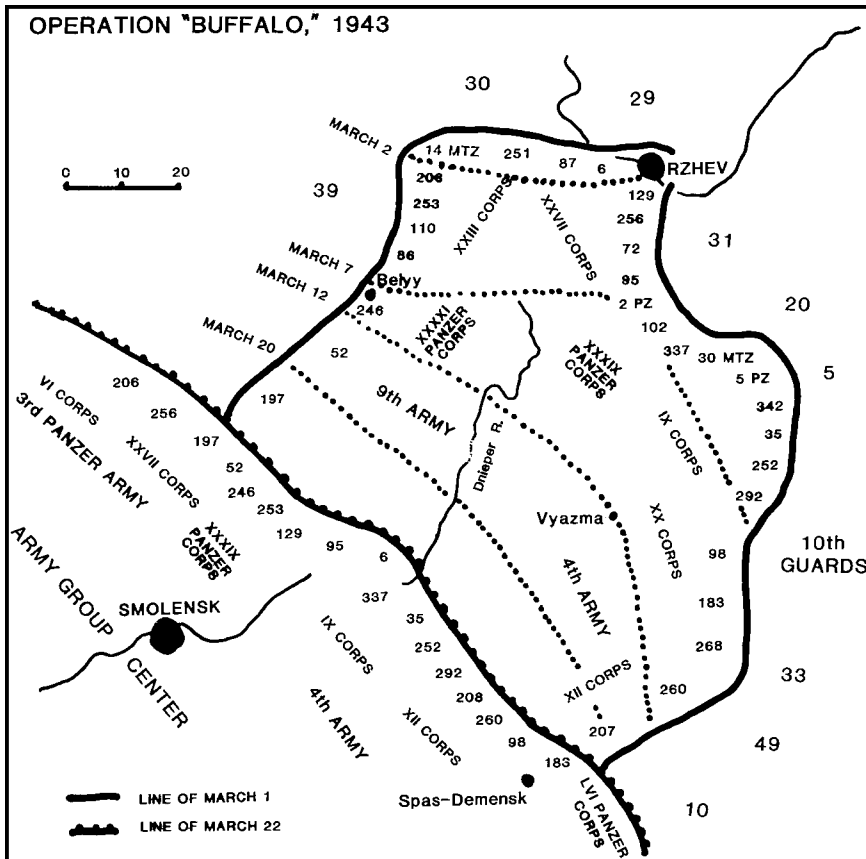 OPERATION "BUFFALO," 1943
30
29
MARCH 2
14 MTZ
251
87
6
RZHEV
0 10 20
39
206
129
253
256
110
XXIII CORPS
XXVII CORPS
31
72
86
95
MARCH 7
Belyy
2 PZ
20
MARCH 12
246
XXXXI
PANZER
CORPS
102
XXXIX
PANZER
CORPS
337
30 MTZ
5
MARCH 20
52
5 PZ
206
197
9th ARMY
342
VI CORPS
256
35
3rd PANZER ARMY
197
IX CORPS
252
XXVII CORPS
52
Dnieper R.
292
246
Vyazma
XXXIX
PANZER
CORPS
253
XX CORPS
10th
GUARDS
129
98
95
6
ARMY GROUP
CENTER
SMOLENSK
337
4th ARMY
183
35
IX CORPS
252
268
292
XII CORPS
33
208
260
4th ARMY
XII CORPS
260
207
98
49
183
LINE OF MARCH 1
Spas-Demensk
LVI PANZER
CORPS
10
LINE OF MARCH 22